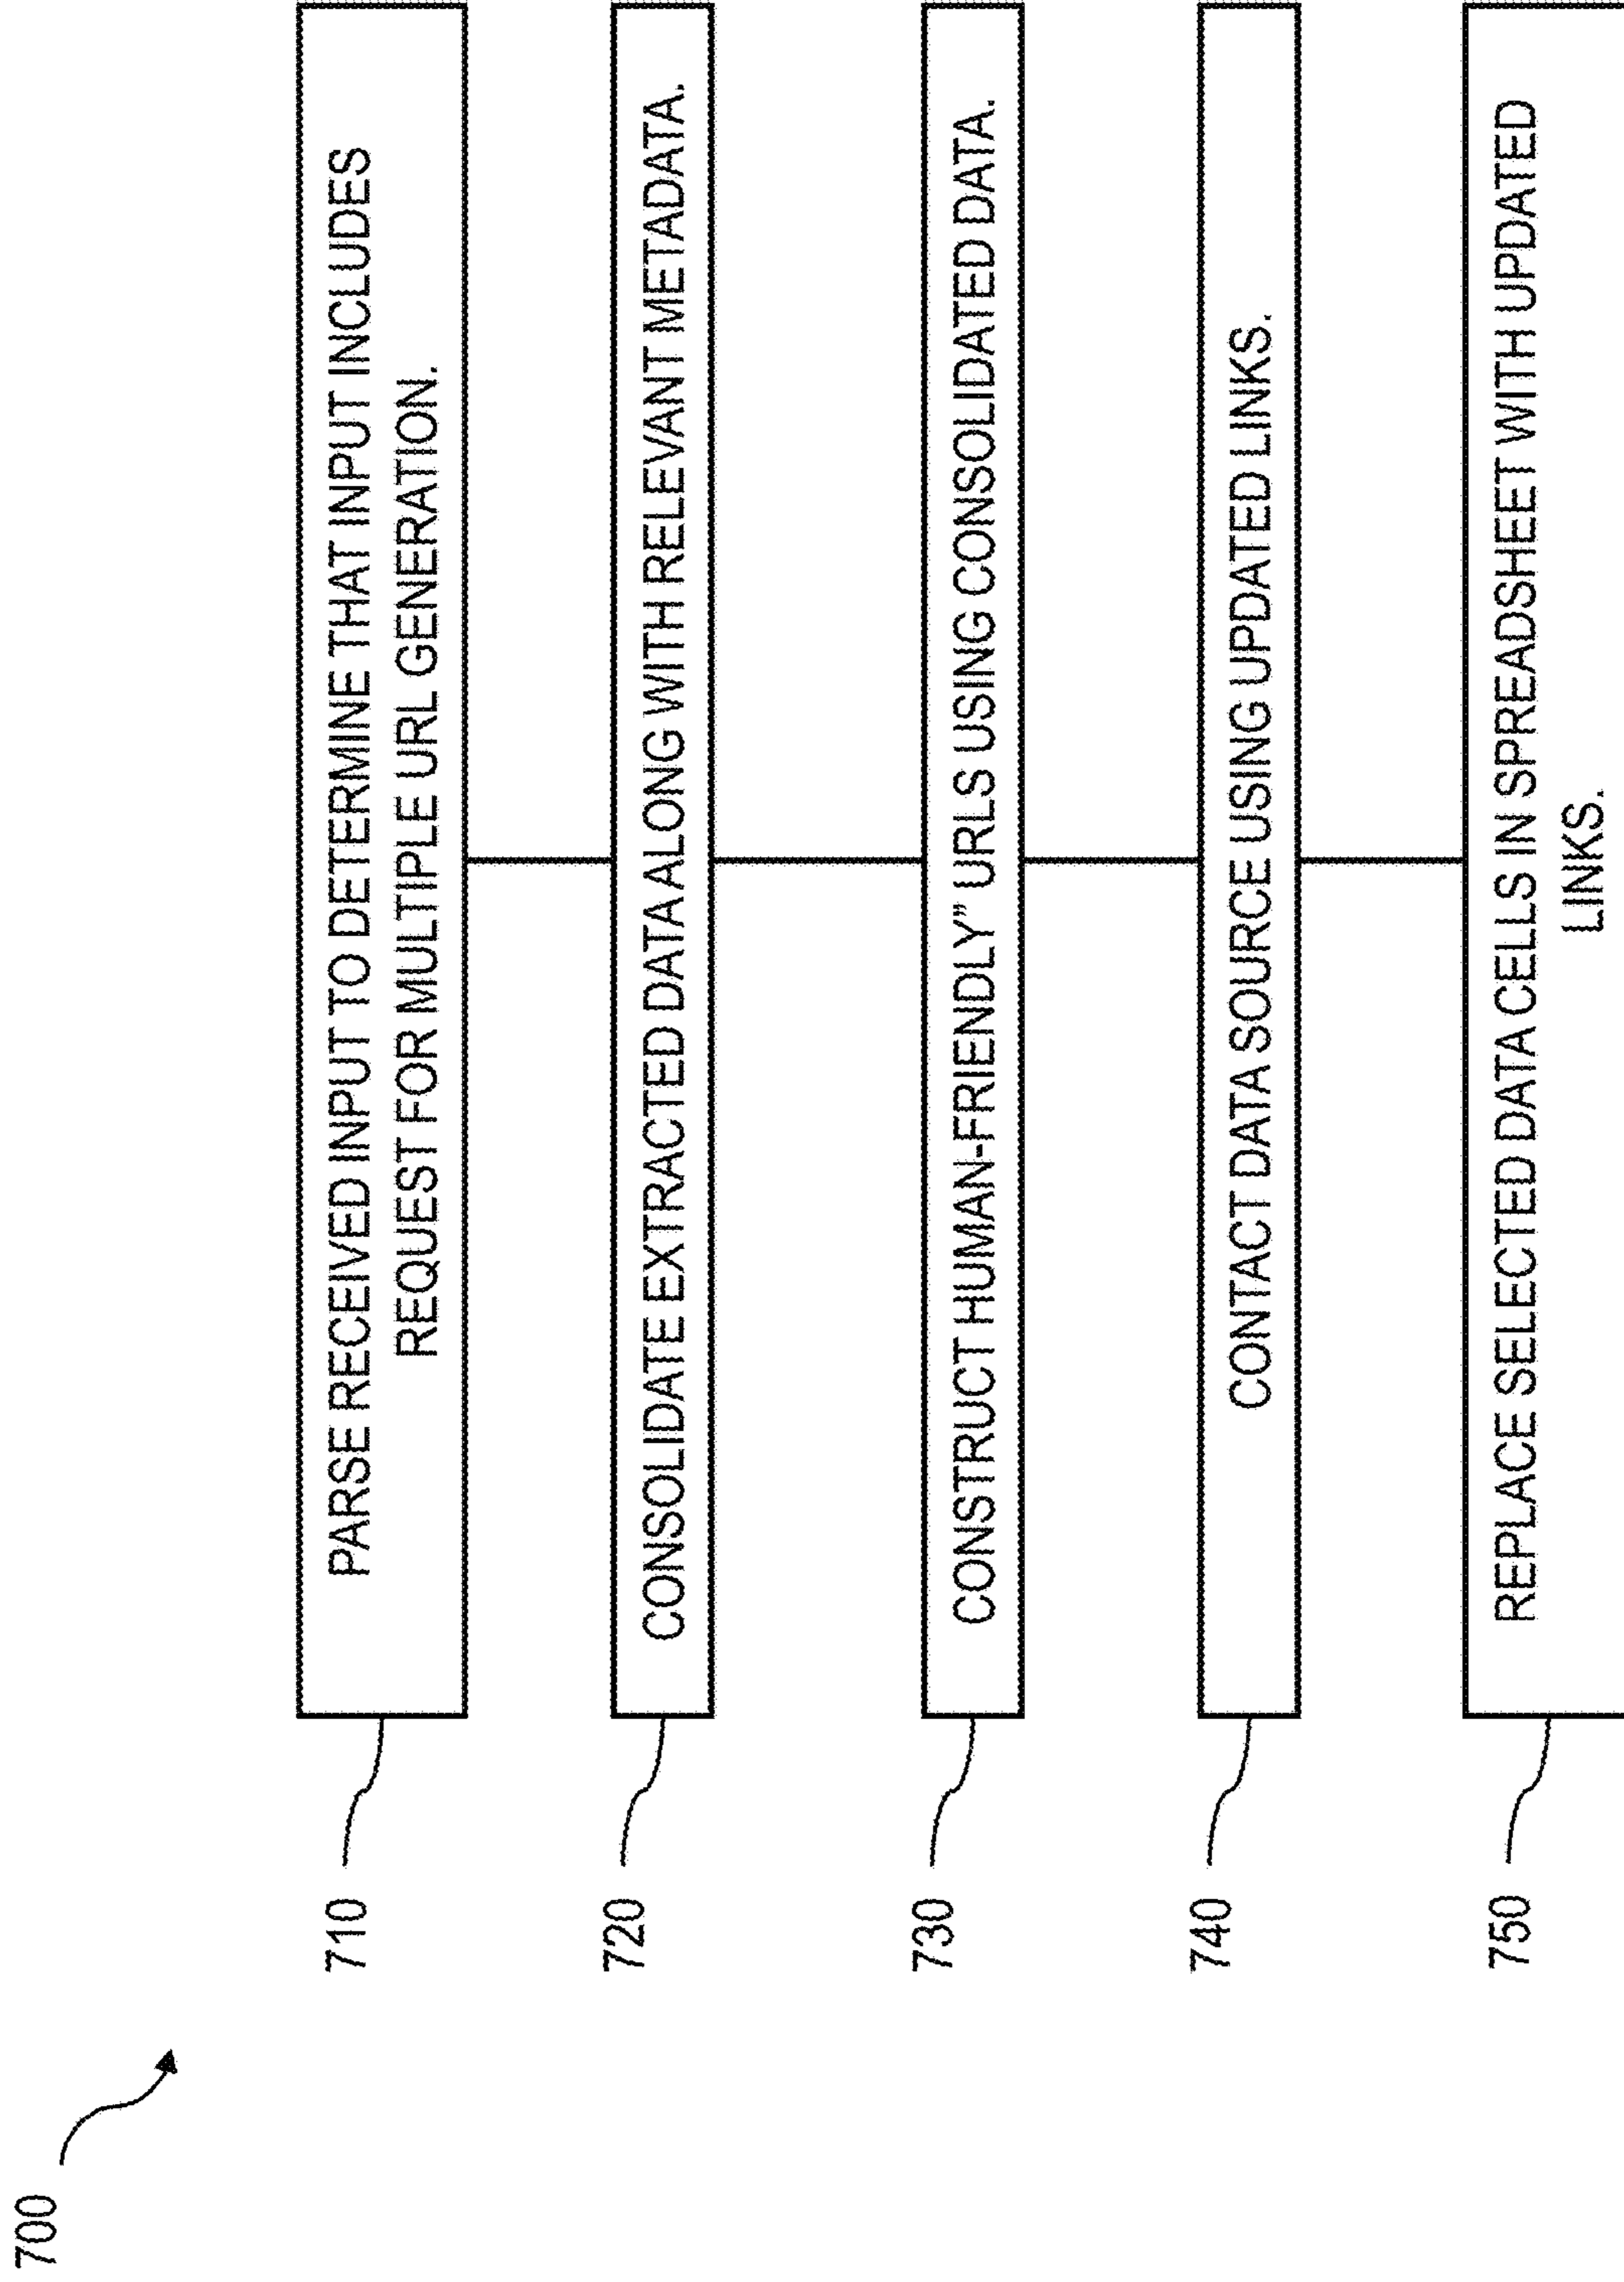 700
710
PARSE RECEIVED INPUT TO DETERMINE THAT INPUT INCLUDES
REQUEST FOR MULTIPLE URL GENERATION.
720
CONSOLIDATE EXTRACTED DATA ALONG WITH RELEVANT METADATA.
730
CONSTRUCT HUMAN-FRIENDLY” URLS USING CONSOLIDATED DATA.
740
CONTACT DATA SOURCE USING UPDATED LINKS.
750
REPLACE SELECTED DATA CELLS IN SPREADSHEET WITH UPDATED
LINKS.